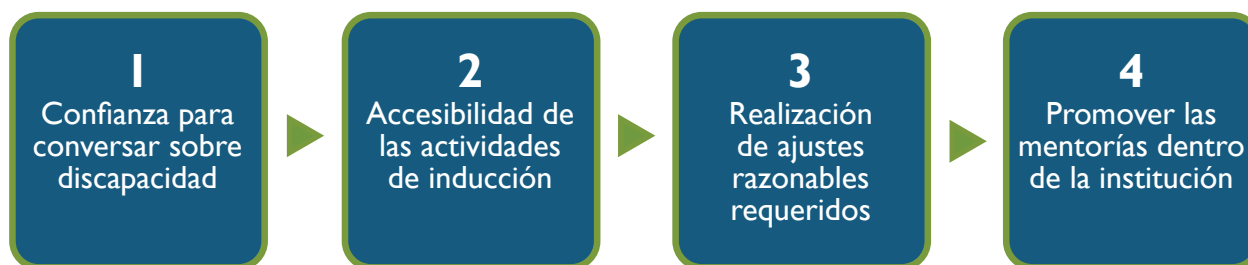 1
Confianza para
conversar sobre
discapacidad
2
Accesibilidad de
las actividades
de inducción
3
Realización
de ajustes
razonables
requeridos
4
Promover las
mentorías dentro
de la institución